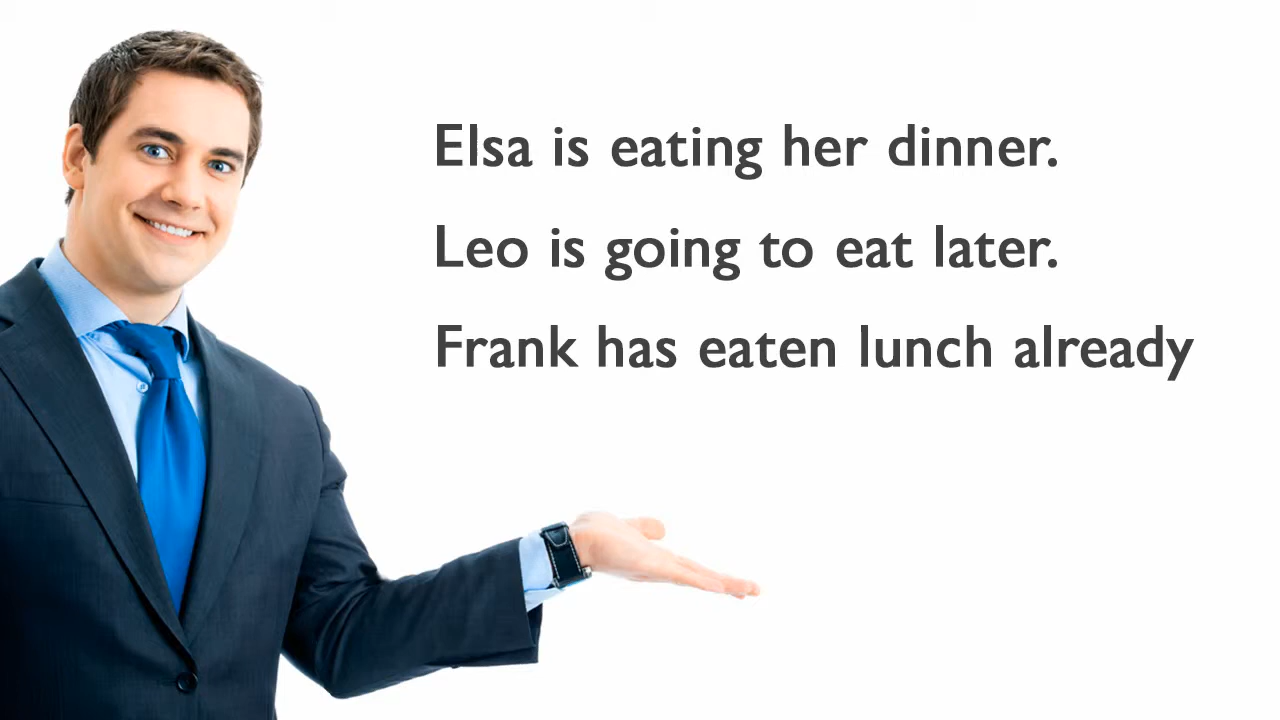 Elsa is eating her dinner.
Leo is going to eat later.
Frank has eaten lunch already